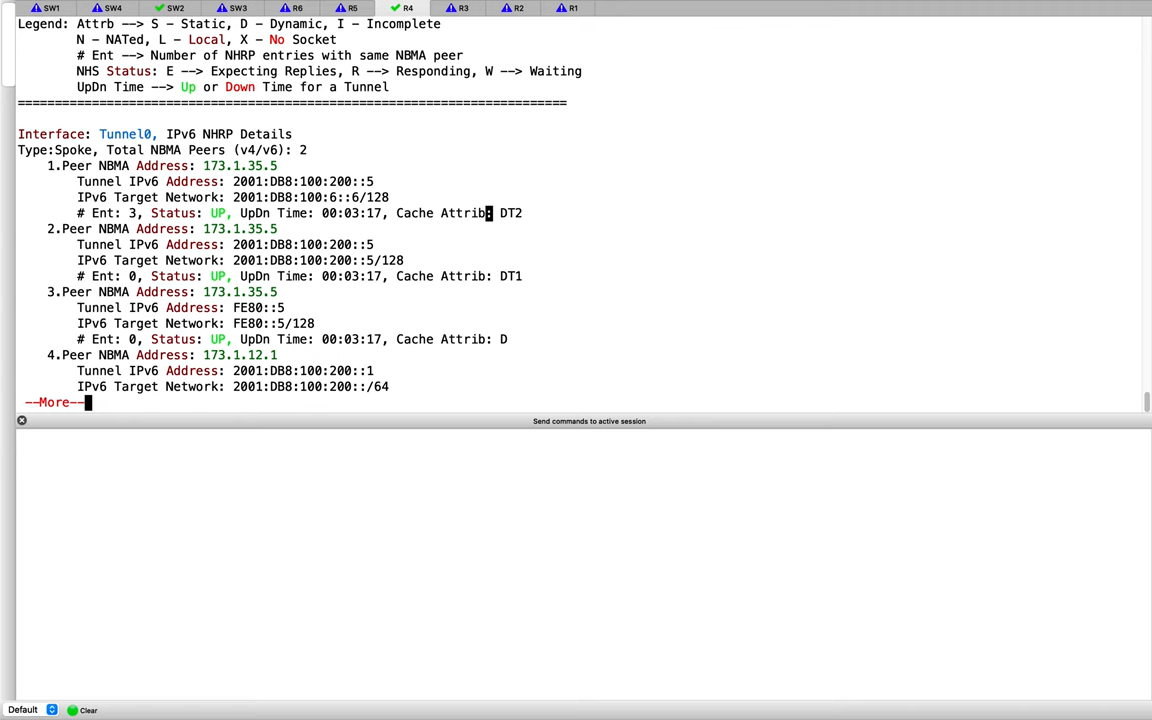 SW1 SW4 SW2 SW3 R6 R5 R4 R3 R2 R1
Legend: Attrb --> S - Static, D - Dynamic, I - Incomplete
N - NATed, L - Local, X - No Socket
# Ent --> Number of NHRP entries with same NBMA peer
NHS Status: E --> Expecting Replies, R --> Responding, W --> Waiting
UpDn Time --> Up or Down Time for a Tunnel
==========================================================================
Interface: Tunnel0, IPv6 NHRP Details
Type:Spoke, Total NBMA Peers (v4/v6): 2
1.Peer NBMA Address: 173.1.35.5
Tunnel IPv6 Address: 2001:DB8:100:200::5
IPv6 Target Network: 2001:DB8:100:6::6/128
# Ent: 3, Status: UP, UpDn Time: 00:03:17, Cache Attrib: DT2
2.Peer NBMA Address: 173.1.35.5
Tunnel IPv6 Address: 2001:DB8:100:200::5
IPv6 Target Network: 2001:DB8:100:200::5/128
# Ent: 0, Status: UP, UpDn Time: 00:03:17, Cache Attrib: DT1
3.Peer NBMA Address: 173.1.35.5
Tunnel IPv6 Address: FE80::5
IPv6 Target Network: FE80::5/128
# Ent: 0, Status: UP, UpDn Time: 00:03:17, Cache Attrib: D
4.Peer NBMA Address: 173.1.12.1
Tunnel IPv6 Address: 2001:DB8:100:200::1
IPv6 Target Network: 2001:DB8:100:200::/64
--More--
Send commands to active session
Default Clear